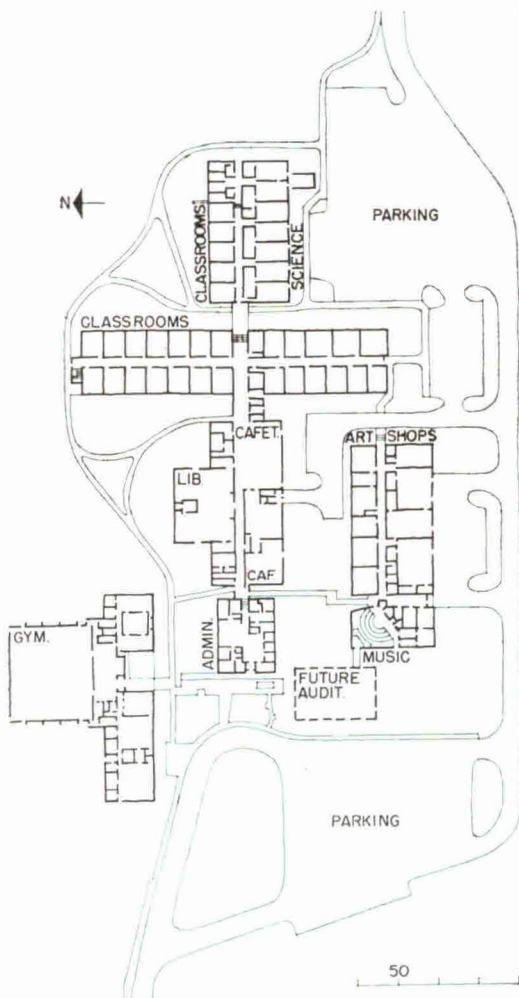 N
PARKING
CLASSROOMS
SCIENCE
CLASSROOMS
CAFET.
ART
SHOPS
LIB
CAF
GYM.
ADMIN.
MUSIC
FUTURE
AUDIT.
PARKING
50